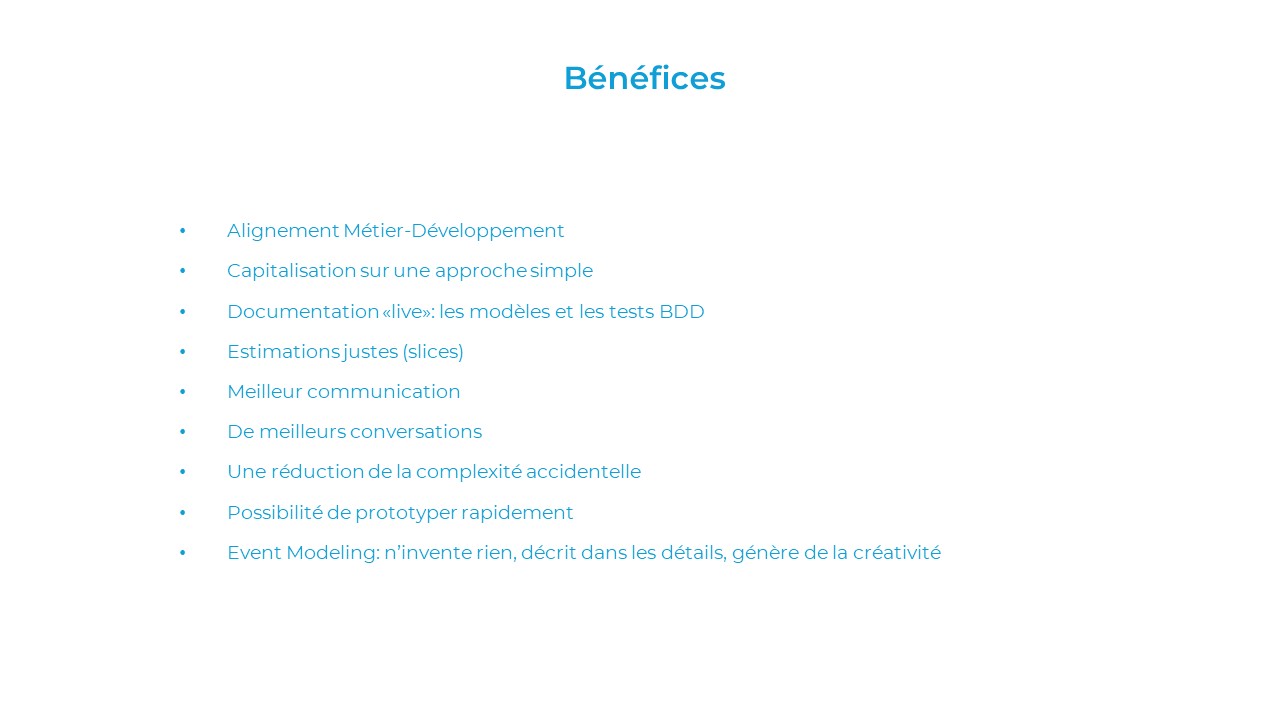 Bénéfices
• Alignement Métier-Développement
• Capitalisation sur une approche simple
• Documentation «live»: les modèles et les tests BDD
• Estimations justes (slices)
• Meilleur communication
• De meilleurs conversations
• Une réduction de la complexité accidentelle
• Possibilité de prototyper rapidement
• Event Modeling: n’invente rien, décrit dans les détails, génère de la créativité